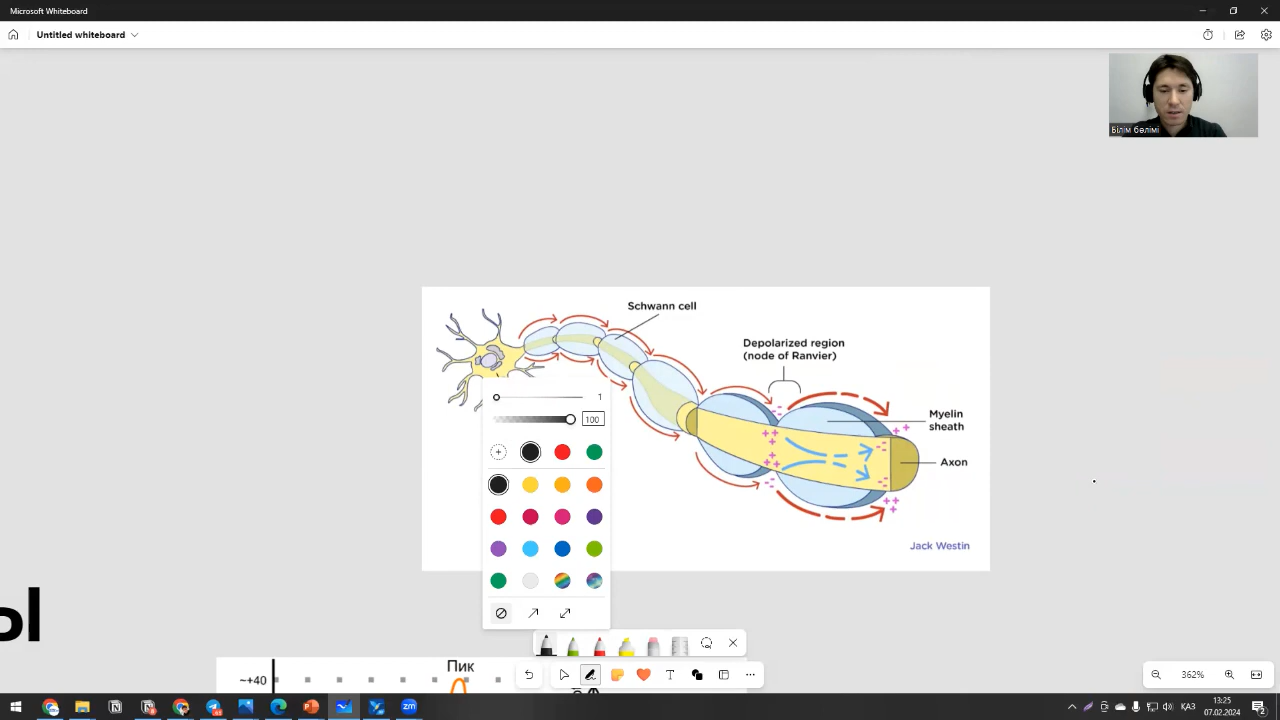 Microsoft Whiteboard
Untitled whiteboard
Білім бөлімі
Schwann cell
Depolarized region
(node of Ranvier)
Myelin
sheath
Axon
Jack Westin
1
100
ы
Пик
~+40
362%
ҚАЗ
13:25
07.02.2024
2